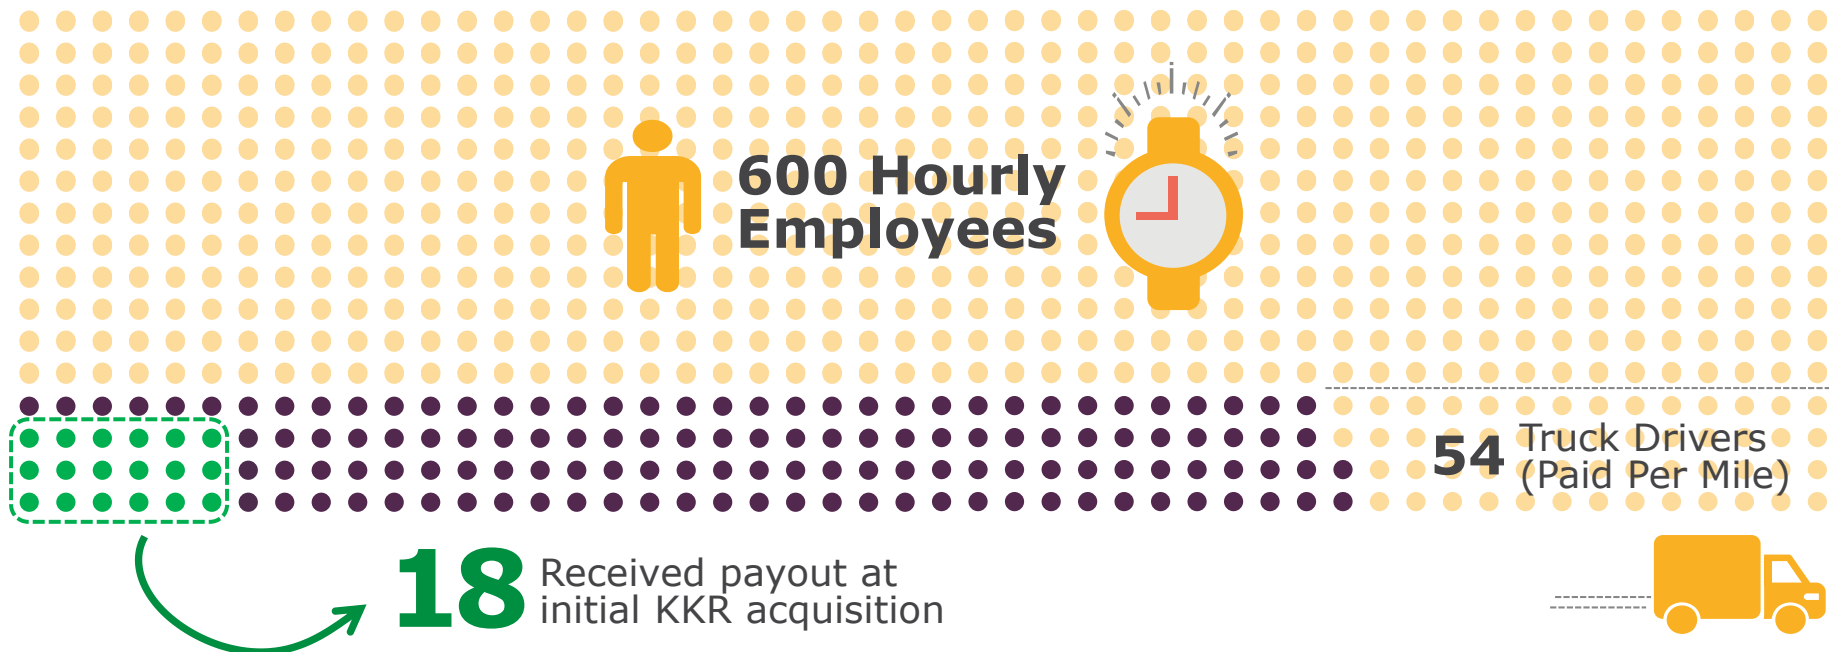 600 Hourly
Employees
54
Truck Drivers
(Paid Per Mile)
18
Received payout at
initial KKR acquisition